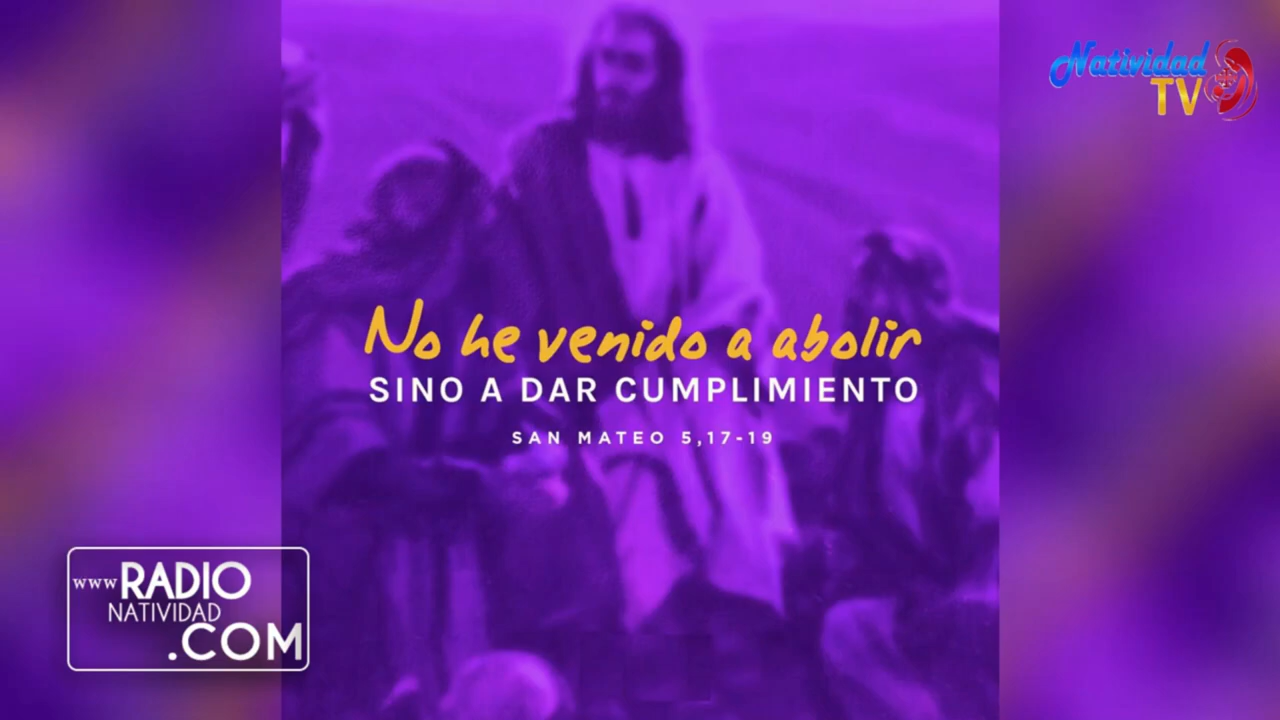 Natividad
TV
No he venido a abolir
SINO A DAR CUMPLIMIENTO
SAN MATEO 5,17-19
www RADIO
NATIVIDAD
.COM